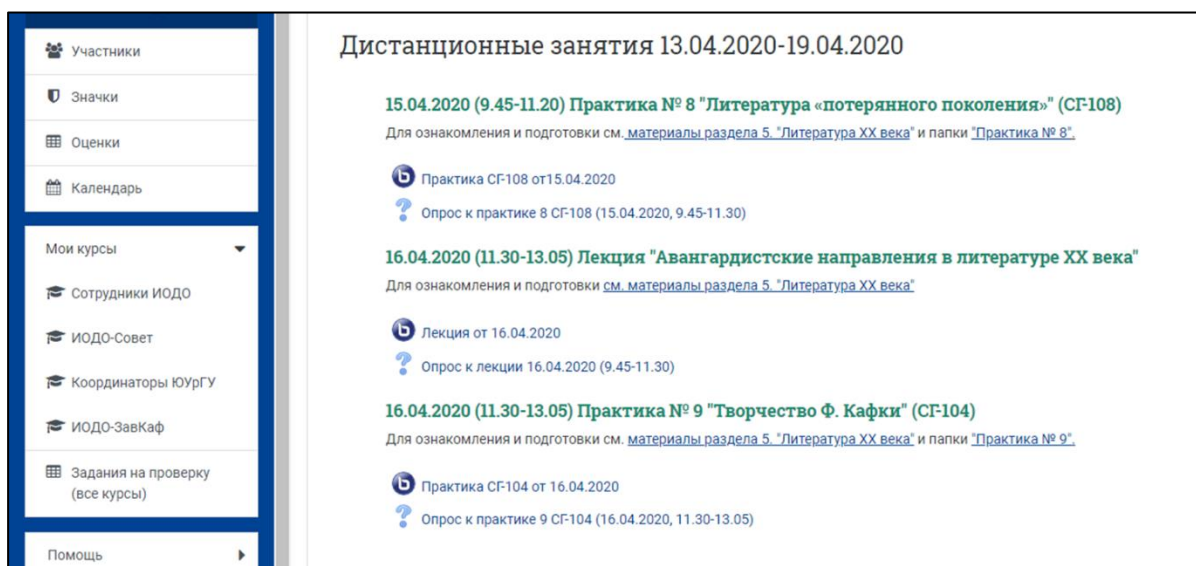 Участники
Значки
Оценки
Календарь
Мои курсы
Сотрудники ИОДО
ИОДО-Совет
Координаторы ЮУрГУ
ИОДО-ЗавКаф
Задания на проверку
(все курсы)
Помощь
Дистанционные занятия 13.04.2020-19.04.2020
15.04.2020 (9.45-11.20) Практика № 8 "Литература «потерянного поколения»" (СГ-108)
Для ознакомления и подготовки см. материалы раздела 5. "Литература XX века" и папки "Практика № 8".
Практика СГ-108 от15.04.2020
Опрос к практике 8 СГ-108 (15.04.2020, 9.45-11.30)
16.04.2020 (11.30-13.05) Лекция "Авангардистские направления в литературе XX века"
Для ознакомления и подготовки см. материалы раздела 5. "Литература XX века"
Лекция от 16.04.2020
Опрос к лекции 16.04.2020 (9.45-11.30)
16.04.2020 (11.30-13.05) Практика № 9 "Творчество Ф. Кафки" (СГ-104)
Для ознакомления и подготовки см. материалы раздела 5. "Литература XX века" и папки "Практика № 9".
Практика СГ-104 от 16.04.2020
Опрос к практике 9 СГ-104 (16.04.2020, 11.30-13.05)